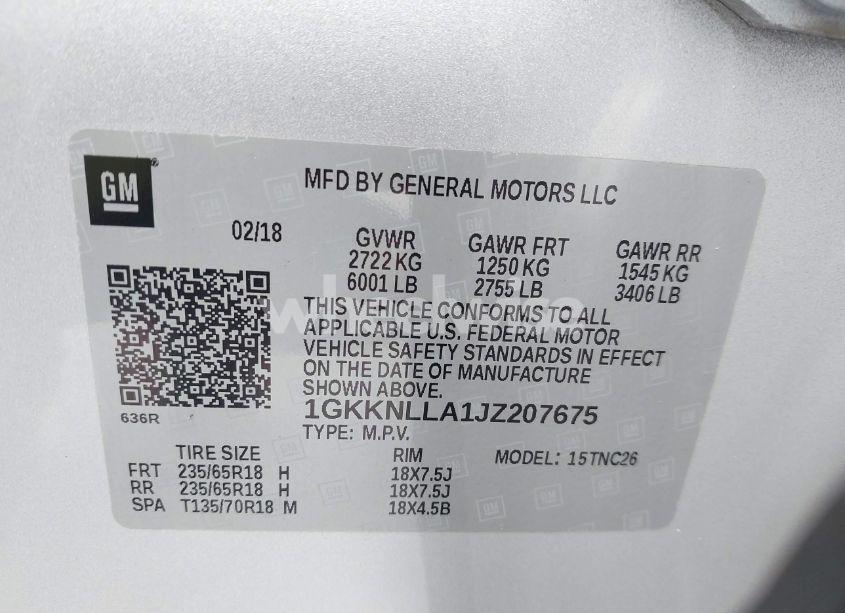 GM
MFD BY GENERAL MOTORS LLC
02/18
GVWR
2722 KG
6001 LB
GAWR FRT
1250 KG
2755 LB
GAWR RR
1545 KG
3406 LB
THIS VEHICLE CONFORMS TO ALL
APPLICABLE U.S. FEDERAL MOTOR
VEHICLE SAFETY STANDARDS IN EFFECT
ON THE DATE OF MANUFACTURE
SHOWN ABOVE.
1GKKNLLA1JZ207675
TYPE: M.P.V.
636R
TIRE SIZE RIM MODEL: 15TNC26
FRT 235/65R18 H 18X7.5J
RR 235/65R18 H 18X7.5J
SPA T135/70R18 M 18X4.5B